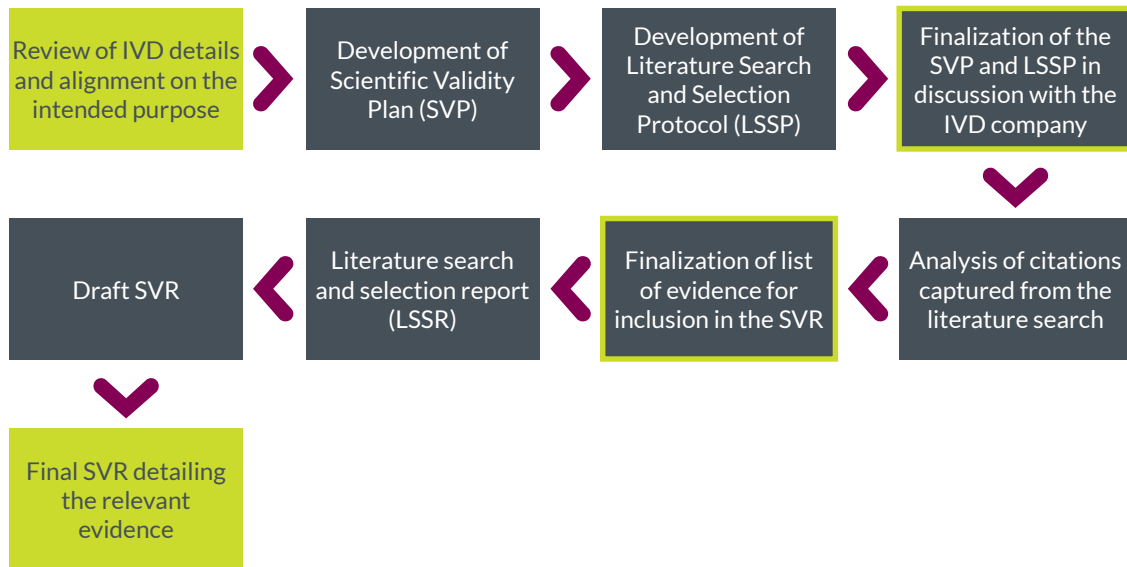 Review of IVD details
and alignment on the
intended purpose
Development of
Scientific Validity
Plan (SVP)
Development of
Literature Search
and Selection
Protocol (LSSP)
Finalization of the
SVP and LSSP in
discussion with the
IVD company
Analysis of citations
captured from the
literature search
Finalization of list
of evidence for
inclusion in the SVR
Literature search
and selection report
(LSSR)
Draft SVR
Final SVR detailing
the relevant
evidence